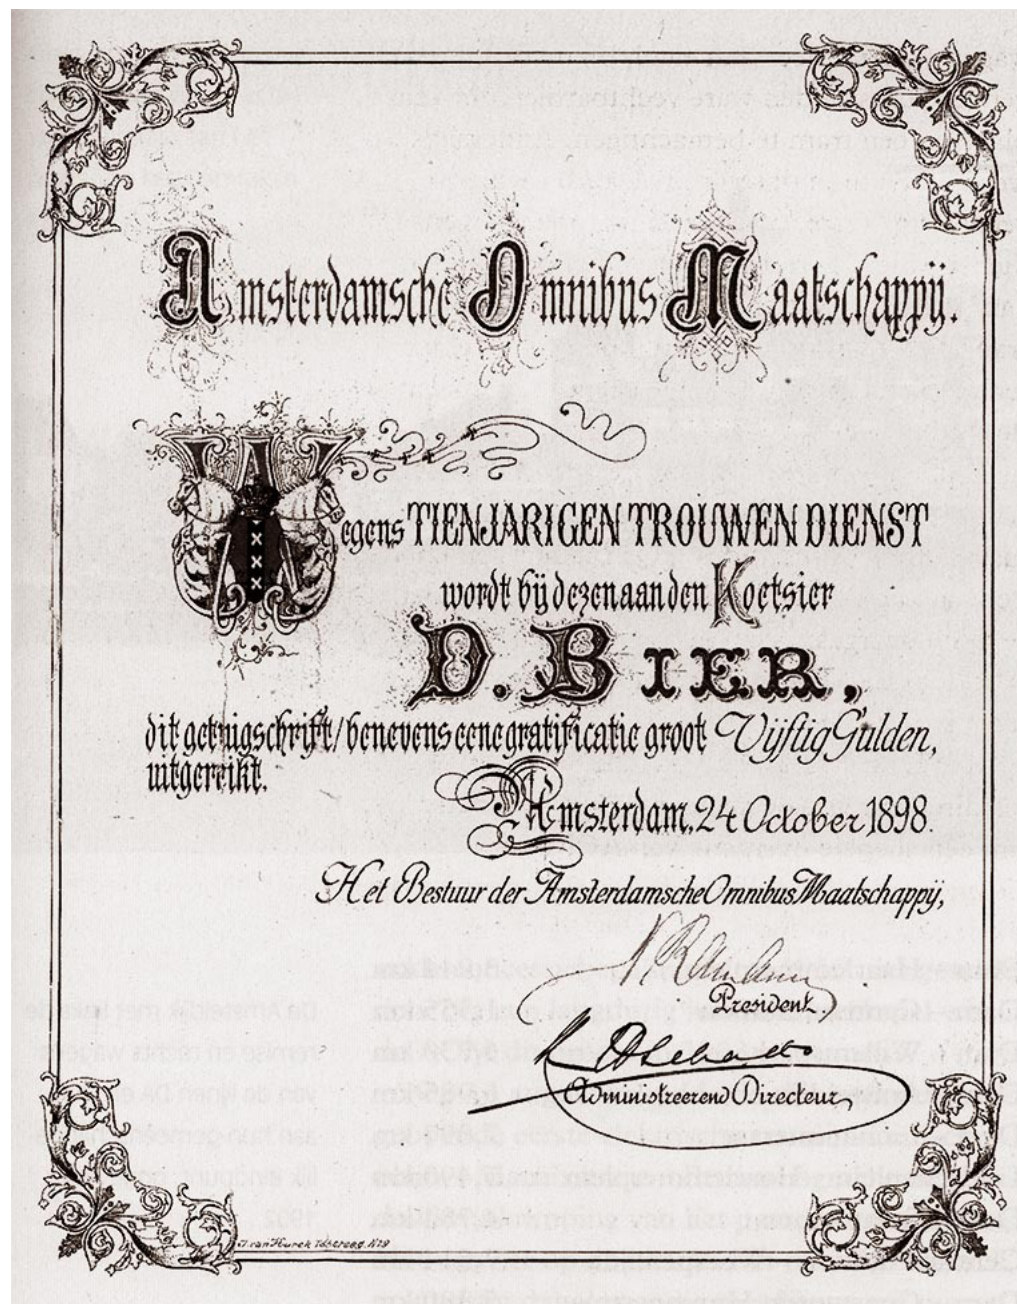 Amsterdamsche Omnibus Maatschappij.
Wegens TIENJARIGEN TROUWEN DIENST
wordt bij dezen aan den Koetsier
D. BIER,
dit getuigschrift/benevens eene gratificatie groot Vijftig Gulden,
uitgereikt.
Amsterdam, 24 October 1898.
Het Bestuur der Amsterdamsche Omnibus Maatschappij,
President,
Administreerend Directeur,